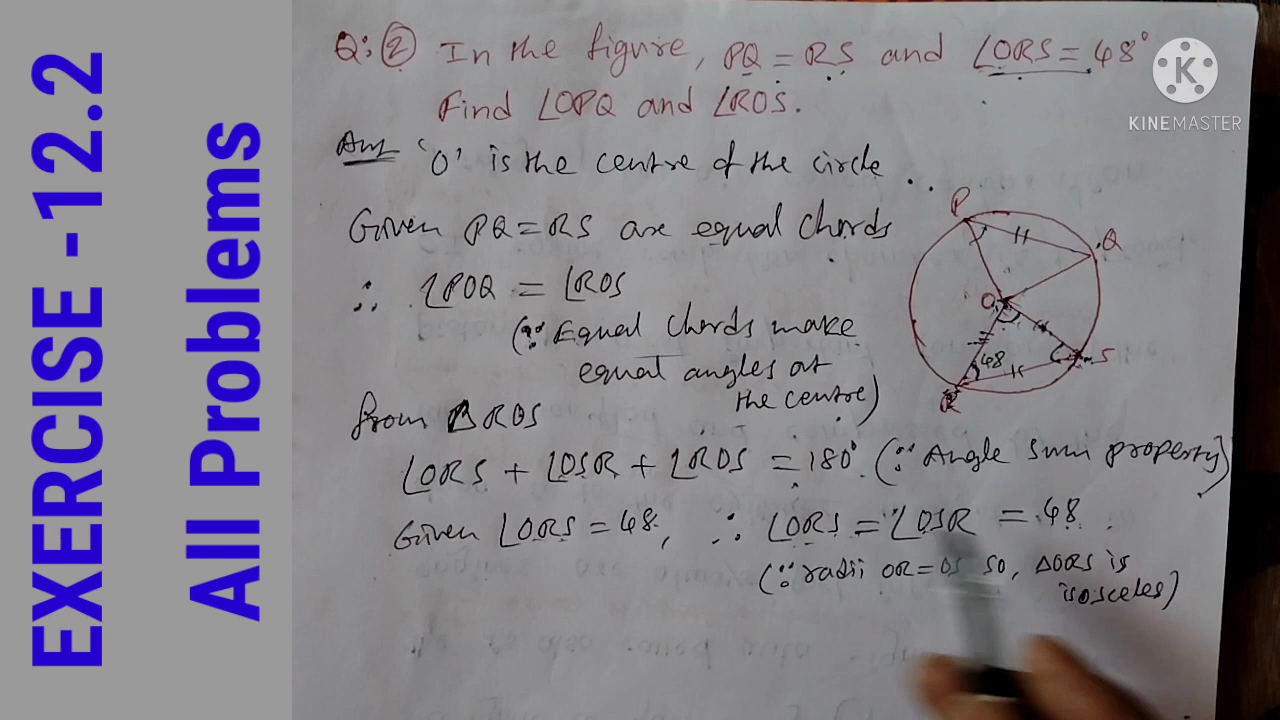 EXERCISE -12.2
All Problems
Q: 2 In the figure, PQ = RS and ∠ORS = 48°
Find ∠OPQ and ∠ROS.
Ans 'O' is the centre of the circle
Given PQ = RS are equal chords
∴ ∠POQ = ∠ROS
(∵ Equal chords make
equal angles at
the centre)
from Δ ROS
∠ORS + ∠OSR + ∠ROS = 180° (∵ Angle sum property)
Given ∠ORS = 48, ∴ ∠ORS = ∠OSR = 48.
(∵ radii OR = OS so, ΔORS is
isosceles)
P
Q
O
S
48
R
K
KINEMASTER